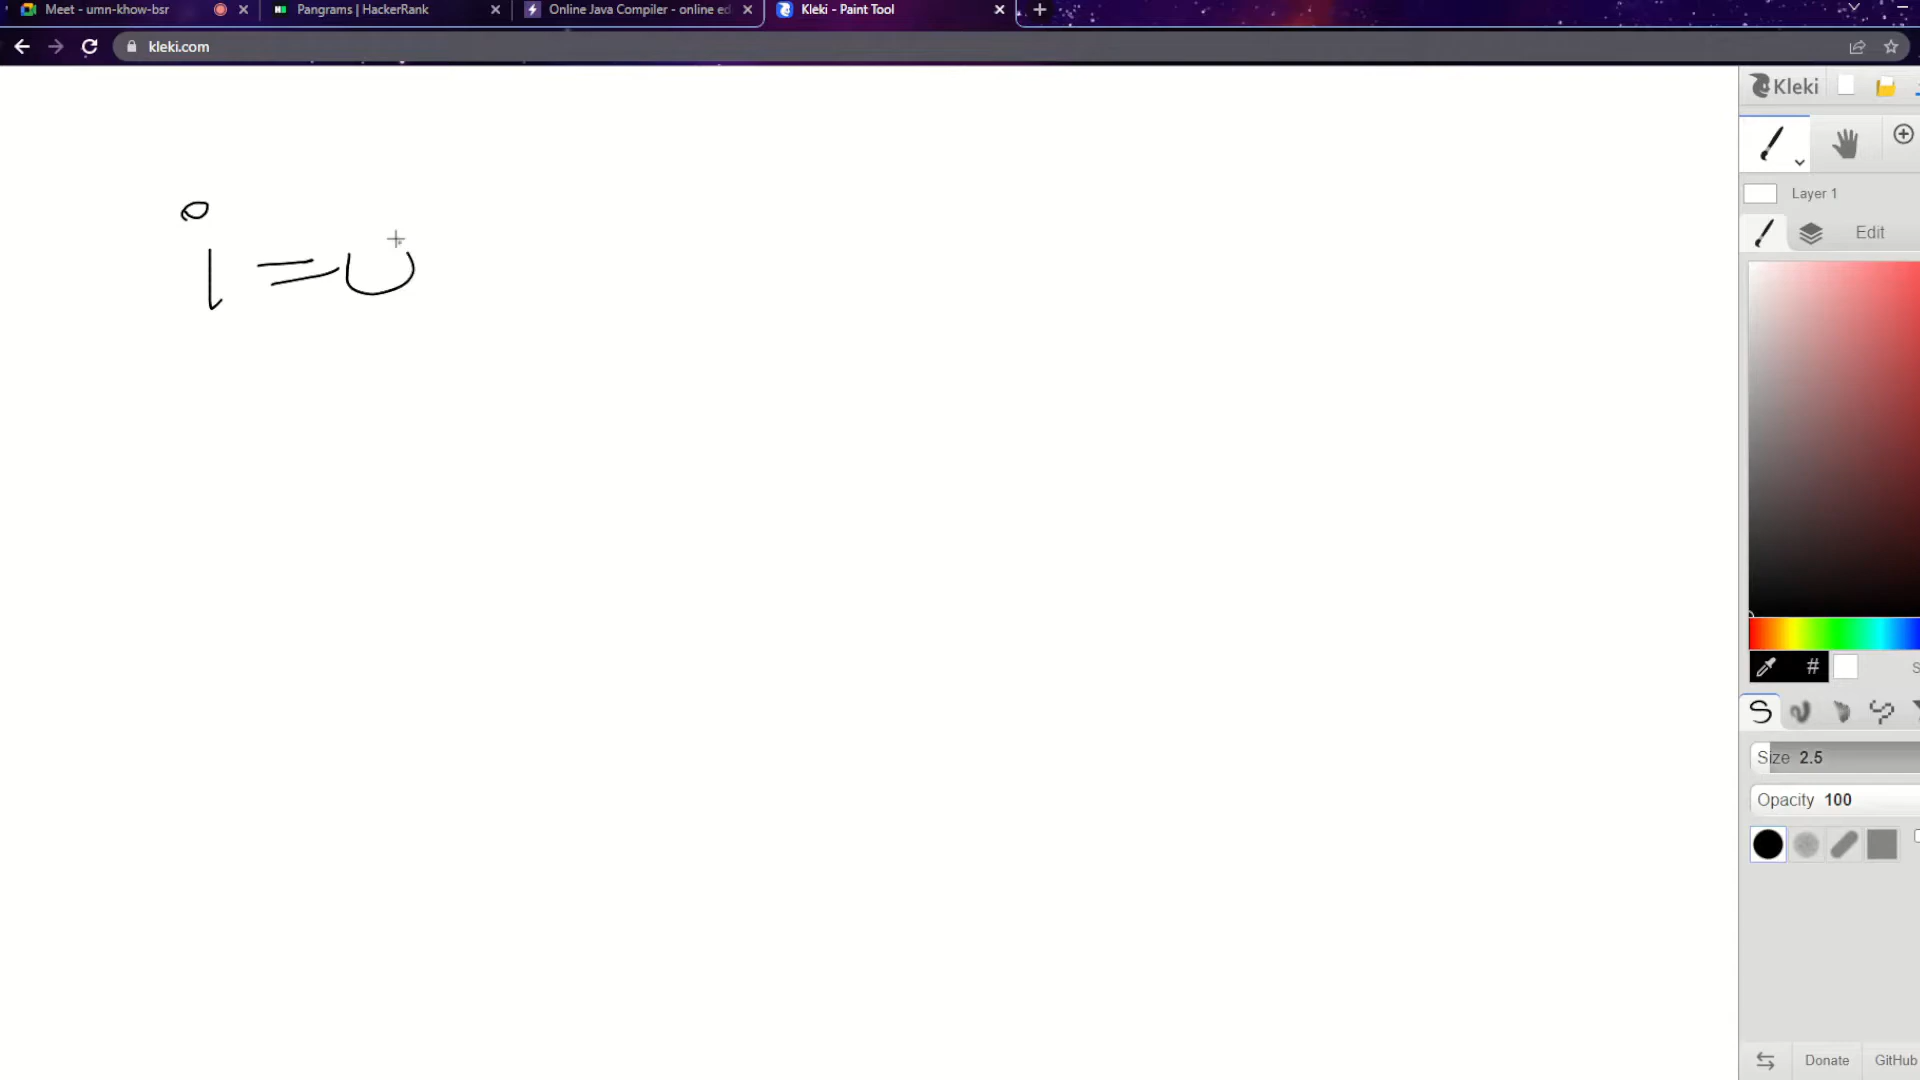 Meet - umn-khow-bsr
Pangrams | HackerRank
Online Java Compiler - online ed
Kleki - Paint Tool
kleki.com
Kleki
Layer 1
Edit
i =
#
S
Size 2.5
Opacity 100
Donate
GitHub